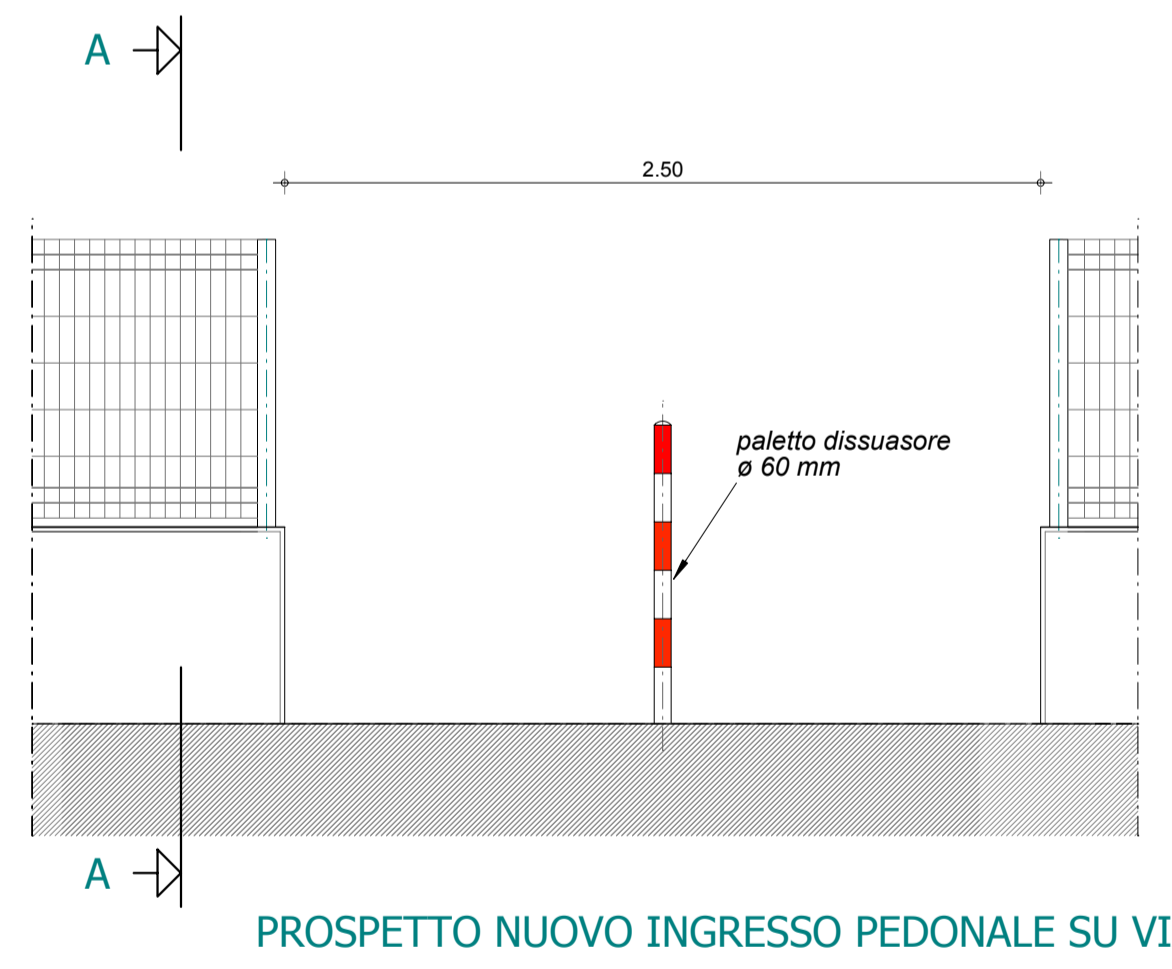 A
2.50
paletto dissuasore
ø 60 mm
A
PROSPETTO NUOVO INGRESSO PEDONALE SU VI